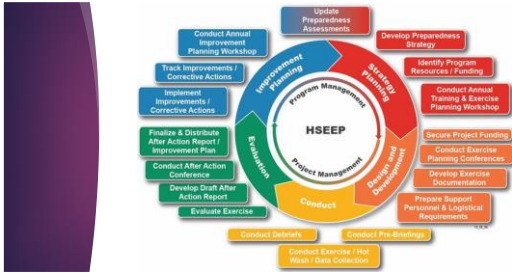 Update
Preparedness
Assessments
Conduct Annual
Improvement
Planning Workshop
Develop Preparedness
Strategy
Track Improvements /
Corrective Actions
Identify Program
Resources / Funding
Implement
Improvements /
Corrective Actions
Conduct Annual
Training & Exercise
Planning Workshop
Improvement
Planning
Strategy
Planning
Program Management
HSEEP
Project Management
Evaluation
Conduct
Design and
Development
Finalize & Distribute
After Action Report /
Improvement Plan
Secure Project Funding
Conduct Exercise
Planning Conferences
Conduct After Action
Conference
Develop Exercise
Documentation
Develop Draft After
Action Report
Prepare Support
Personnel & Logistical
Requirements
Evaluate Exercise
Conduct Debriefs
Conduct Pre-Briefings
Conduct Exercise / Hot
Wash / Data Collection